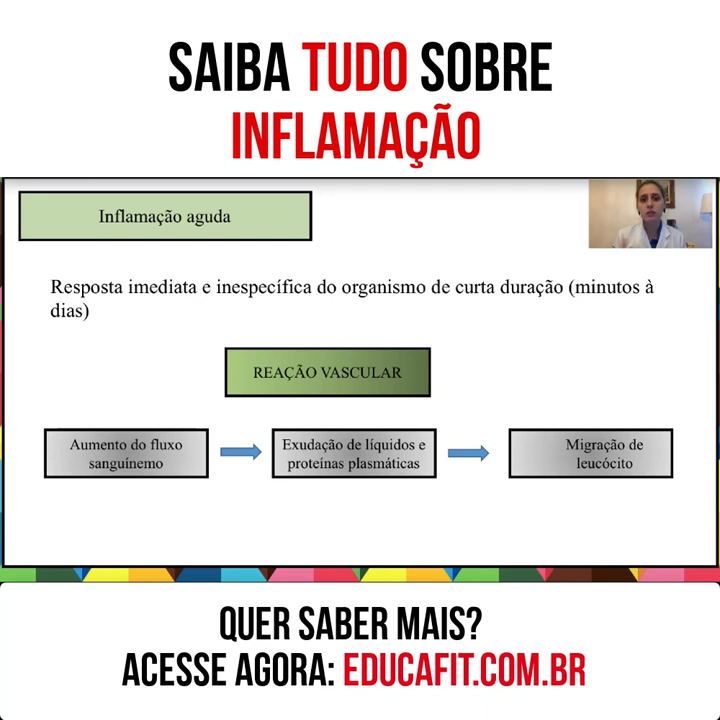 SAIBA TUDO SOBRE
INFLAMAÇÃO
Inflamação aguda
Resposta imediata e inespecífica do organismo de curta duração (minutos à
dias)
REAÇÃO VASCULAR
Aumento do fluxo
sanguínemo
Exudação de líquidos e
proteínas plasmáticas
Migração de
leucócito
QUER SABER MAIS?
ACESSE AGORA: EDUCAFIT.COM.BR